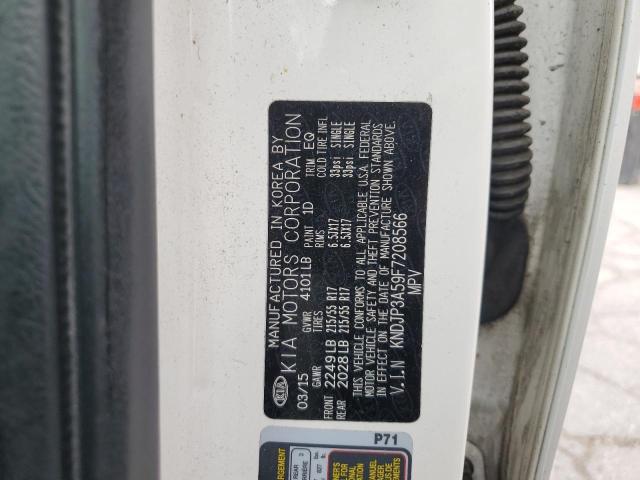 MANUFACTURED IN KOREA BY
KIA KIA MOTORS CORPORATION
03/15 GVWR 4101LB PAINT 1D TRIM EQ
GAWR TIRES RIMS COLD TIRE INFL
FRONT 2249LB 215/55 R17 6.5JX17 33psi SINGLE
REAR 2028LB 215/55 R17 6.5JX17 33psi SINGLE
THIS VEHICLE CONFORMS TO ALL APPLICABLE U.S.A. FEDERAL
MOTOR VEHICLE SAFETY AND THEFT PREVENTION STANDARDS
IN EFFECT ON THE DATE OF MANUFACTURE SHOWN ABOVE.
V.I.N KNDJP3A59F7208566
MPV
P71
REAR
MANUEL